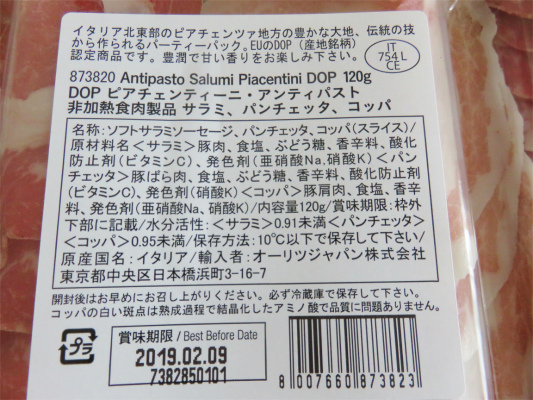 イタリア北東部のピアチェンツァ地方の豊かな大地、伝統の技
から作られるパーティーパック。EUのDOP（産地銘柄）
認定商品です。豊潤で甘い香りをお楽しみ下さい。
IT
754 L
CE
873820 Antipasto Salumi Piacentini DOP 120g
DOP ピアチェンティーニ・アンティパスト
非加熱食肉製品 サラミ、パンチェッタ、コッパ
名称:ソフトサラミソーセージ、パンチェッタ、コッパ(スライス)/
原材料名<サラミ>豚肉、食塩、ぶどう糖、香辛料、酸化
防止剤(ビタミンC)、発色剤(亜硝酸Na,硝酸K)<パン
チェッタ>豚ばら肉、食塩、ぶどう糖、香辛料、酸化防止剤
(ビタミンC)、発色剤(硝酸K)<コッパ>豚肩肉、食塩、香辛
料、発色剤(亜硝酸Na、硝酸K)/内容量120g/賞味期限:枠外
下部に記載/水分活性:<サラミ>0.91未満<パンチェッタ>
<コッパ>0.95未満/保存方法:10℃以下で保存して下さい/
原産国名:イタリア/輸入者:オーリツジャパン株式会社
東京都中央区日本橋浜町3-16-7
開封後はお早めにお召し上がりください。必ず冷蔵庫で保存して下さい。
コッパの白い斑点は熟成過程で結晶化したアミノ酸で品質に問題ありません。
プラ
賞味期限 / Best Before Date
2019.02.09
7382850101
8 007660 873823